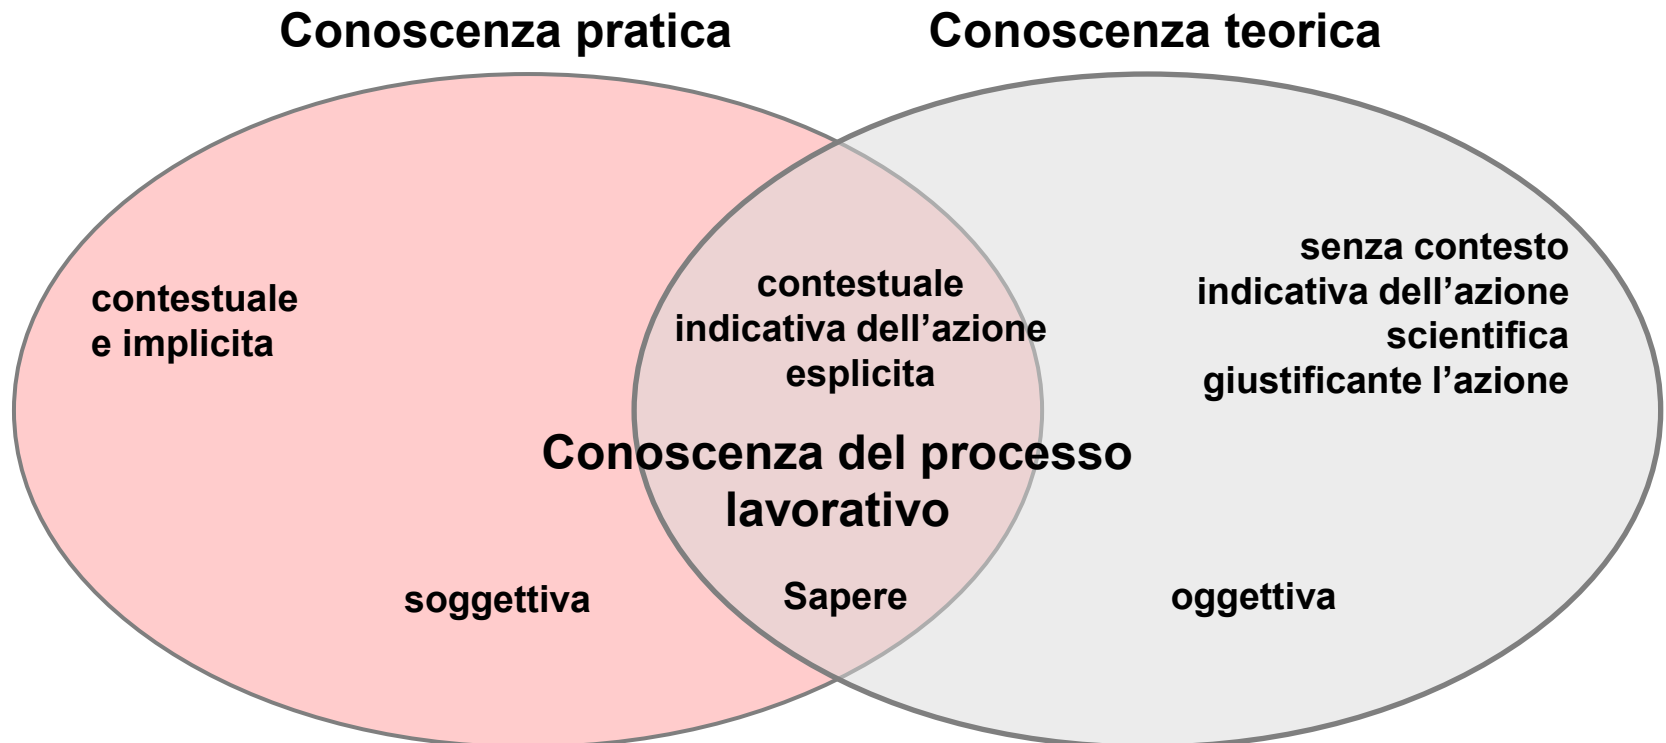 Conoscenza pratica
Conoscenza teorica
contestuale
e implicita
contestuale
indicativa dell’azione
esplicita
senza contesto
indicativa dell’azione
scientifica
giustificante l’azione
Conoscenza del processo
lavorativo
soggettiva
Sapere
oggettiva